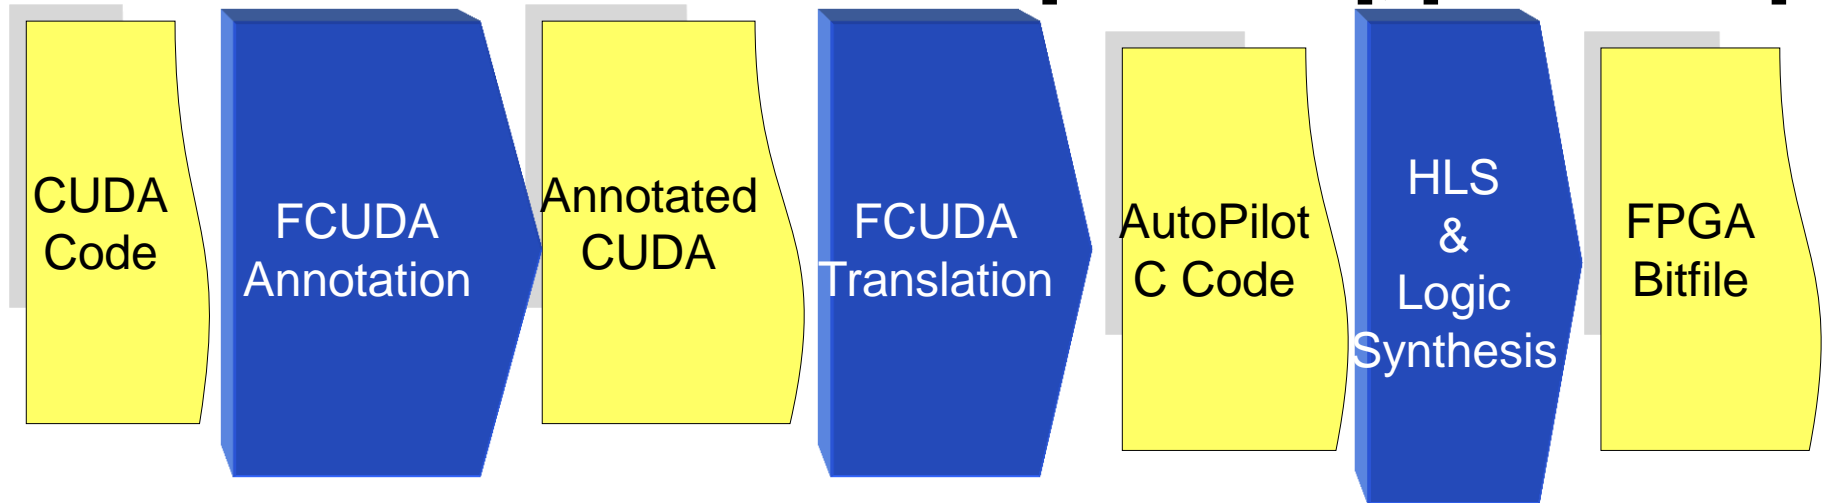 CUDA
Code
FCUDA
Annotation
Annotated
CUDA
FCUDA
Translation
AutoPilot
C Code
HLS
&
Logic
Synthesis
FPGA
Bitfile